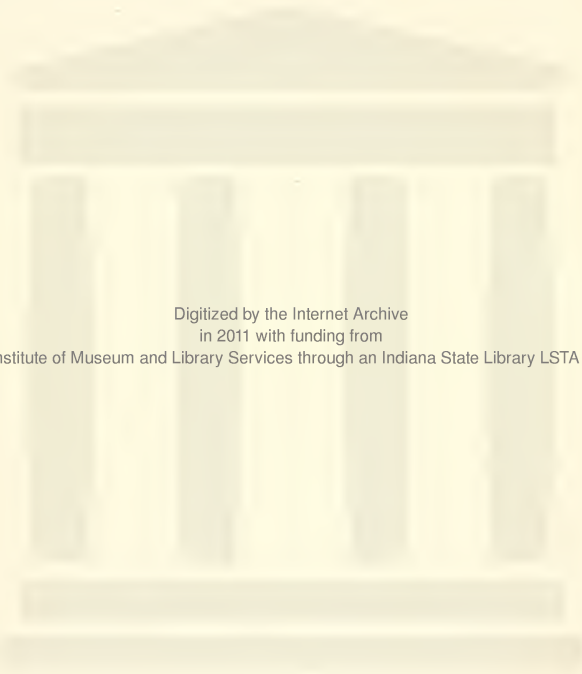 Digitized by the Internet Archive
in 2011 with funding from
nstitute of Museum and Library Services through an Indiana State Library LSTA